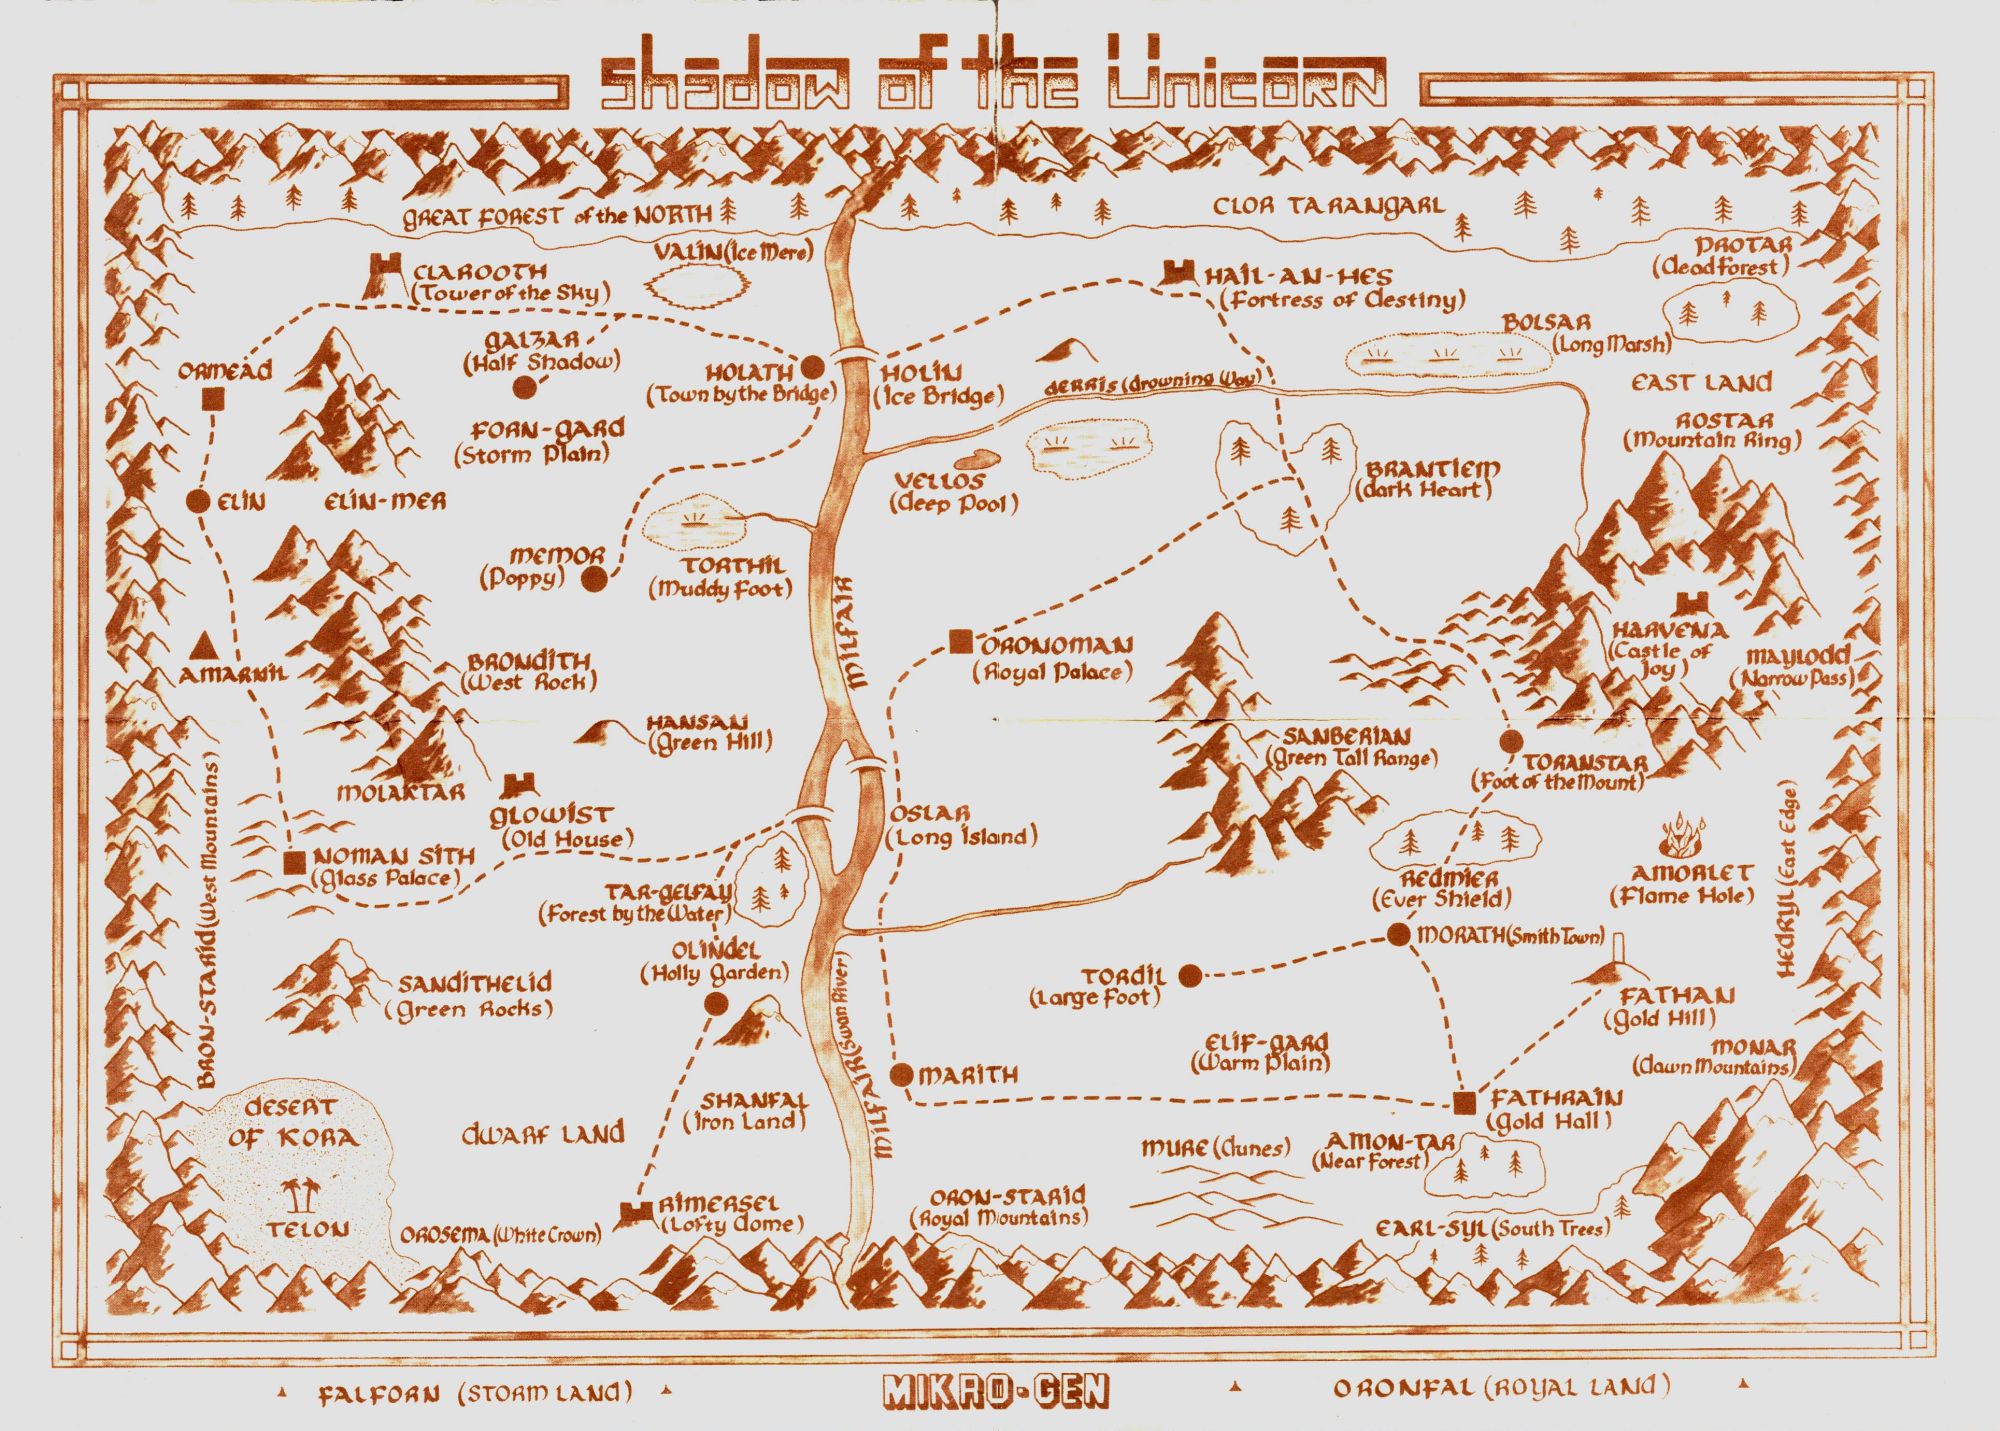 Shadow of the Unicorn
GREAT FOREST of the NORTH
CLOR TARANGARL
VALIN (Ice Mere)
PROTAR
(Dead Forest)
CLAROOTH
(Tower of the Sky)
HAIL-AN-HES
(Fortress of Destiny)
GALZAR
(Half Shadow)
BOLSAR
(Long Marsh)
ORMEAD
HOLATH
(Town by the Bridge)
HOLIN
(Ice Bridge)
DERRIS (Drowning Way)
EAST LAND
FORN-GARD
(Storm Plain)
ROSTAR
(Mountain Ring)
VELLOS
(Deep Pool)
BRANTIEM
(Dark Heart)
ELIN
ELIN-MER
MEMOR
(Poppy)
TORTHIL
(Muddy Foot)
MILFAIR
ORONOMAN
(Royal Palace)
HARVENA
(Castle of
Joy)
MAYLODD
(Narrow Pass)
AMARNIL
BRONDITH
(West Rock)
HANSAN
(Green Hill)
SANBERIAN
(Green Tall Range)
TORANSTAR
(Foot of the Mount)
MOLAKTAR
GLOWIST
(Old House)
OSLAR
(Long Island)
NOMAN SITH
(Glass Palace)
BRON-STARID (West Mountains)
TAR-GELFAY
(Forest by the Water)
REDMIER
(Ever Shield)
AMORLET
(Flame Hole)
HEDRYL (East Edge)
MORATH (Smith Town)
OLINDEL
(Holly Garden)
SANDITHELID
(Green Rocks)
TORDIL
(Large Foot)
FATHAN
(Gold Hill)
MILFAIR (Swan River)
MILFAIR
ELIF-GARD
(Warm Plain)
MONAR
(Dawn Mountains)
MARITH
SHANFAL
(Iron Land)
FATHRAIN
(Gold Hall)
DESERT
OF KORA
DWARF LAND
MURE (Dunes)
AMON-TAR
(Near Forest)
TELON
OROSEMA (White Crown)
RIMERSEL
(Lofty Dome)
ORON-STARID
(Royal Mountains)
EARL-SYL (South Trees)
FALFORN (STORM LAND)
MIKRO-GEN
ORONFAL (ROYAL LAND)